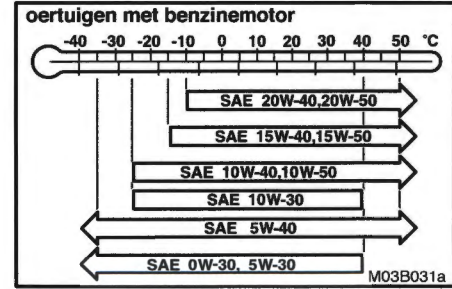 oertuigen met benzinemotor
-40 -30 -20 -10 0 10 20 30 40 50 °C
SAE 20W-40,20W-50
SAE 15W-40,15W-50
SAE 10W-40,10W-50
SAE 10W-30
SAE 5W-40
SAE 0W-30, 5W-30
M03B031a